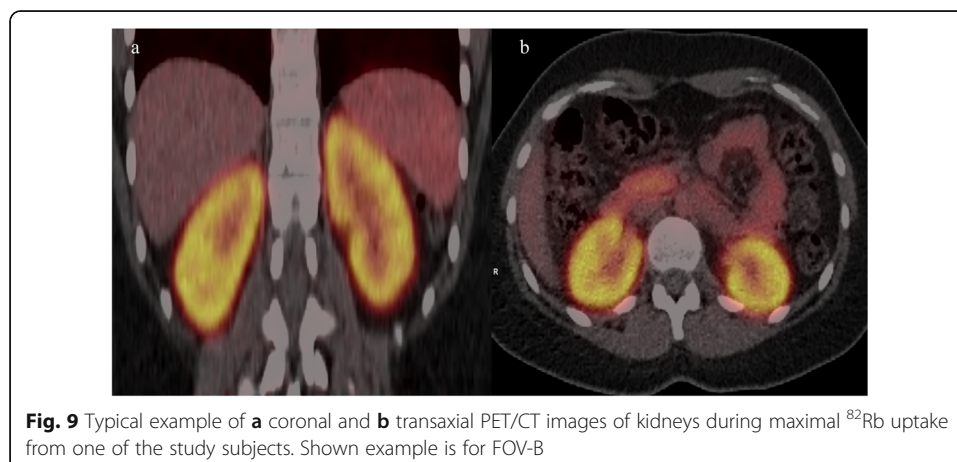 a
b
R
Fig. 9 Typical example of a coronal and b transaxial PET/CT images of kidneys during maximal ⁸²Rb uptake
from one of the study subjects. Shown example is for FOV-B